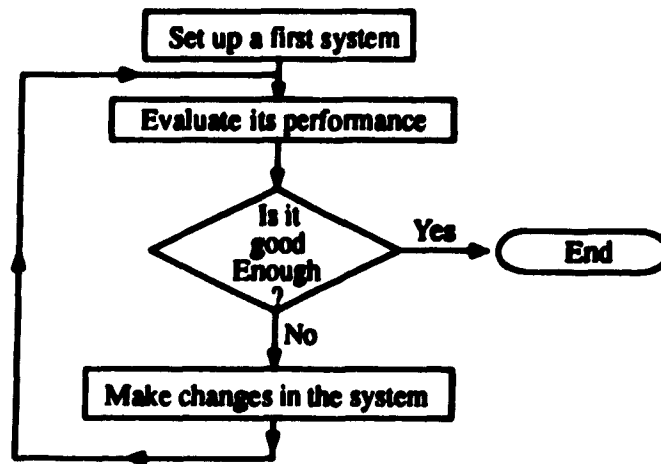 Set up a first system
Evaluate its performance
Is it
good
Enough
?
Yes
End
No
Make changes in the system